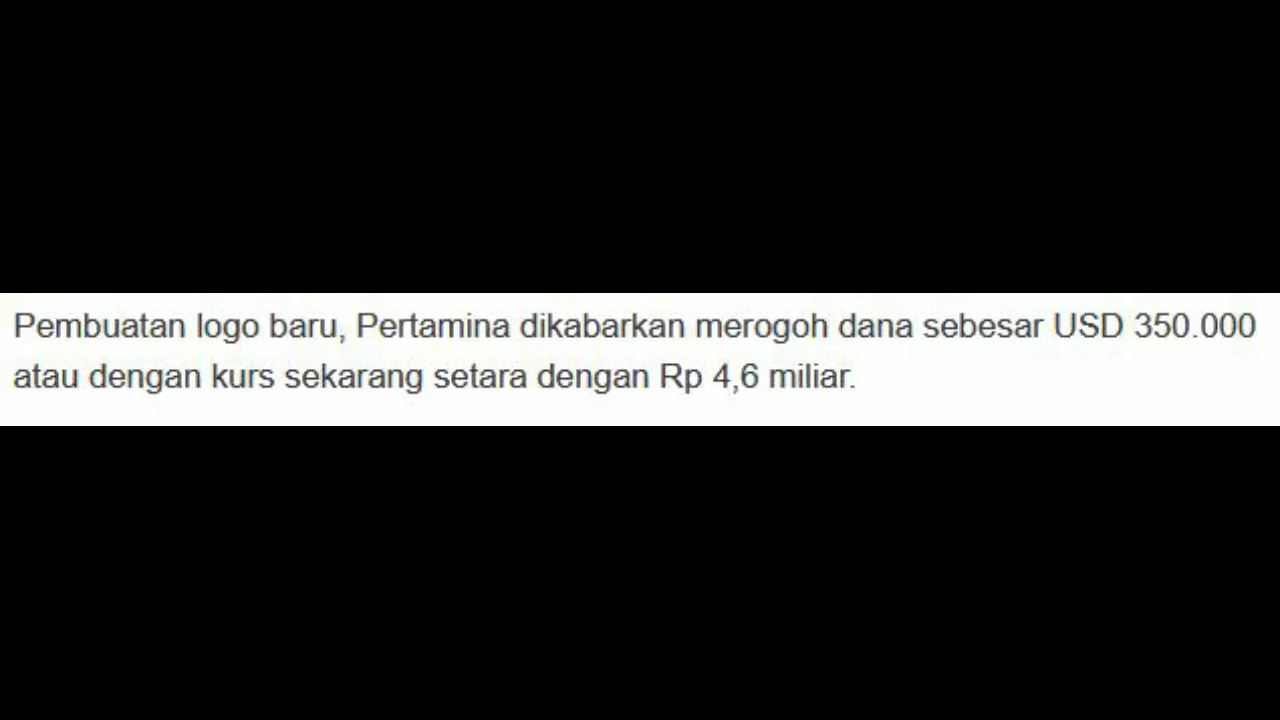 Pembuatan logo baru, Pertamina dikabarkan merogoh dana sebesar USD 350.000
atau dengan kurs sekarang setara dengan Rp 4,6 miliar.